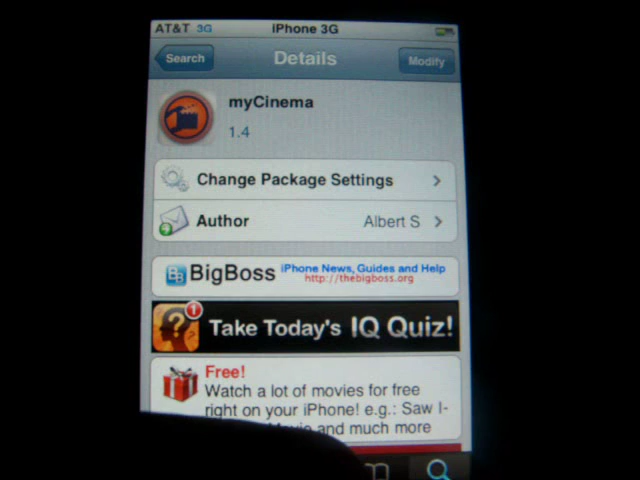 AT&T 3G iPhone 3G
Search Details Modify
myCinema
1.4
Change Package Settings
Author Albert S
BigBoss iPhone News, Guides and Help
http://thebigboss.org
1
Take Today's IQ Quiz!
Free!
Watch a lot of movies for free
right on your iPhone! e.g.: Saw I-
Movie and much more